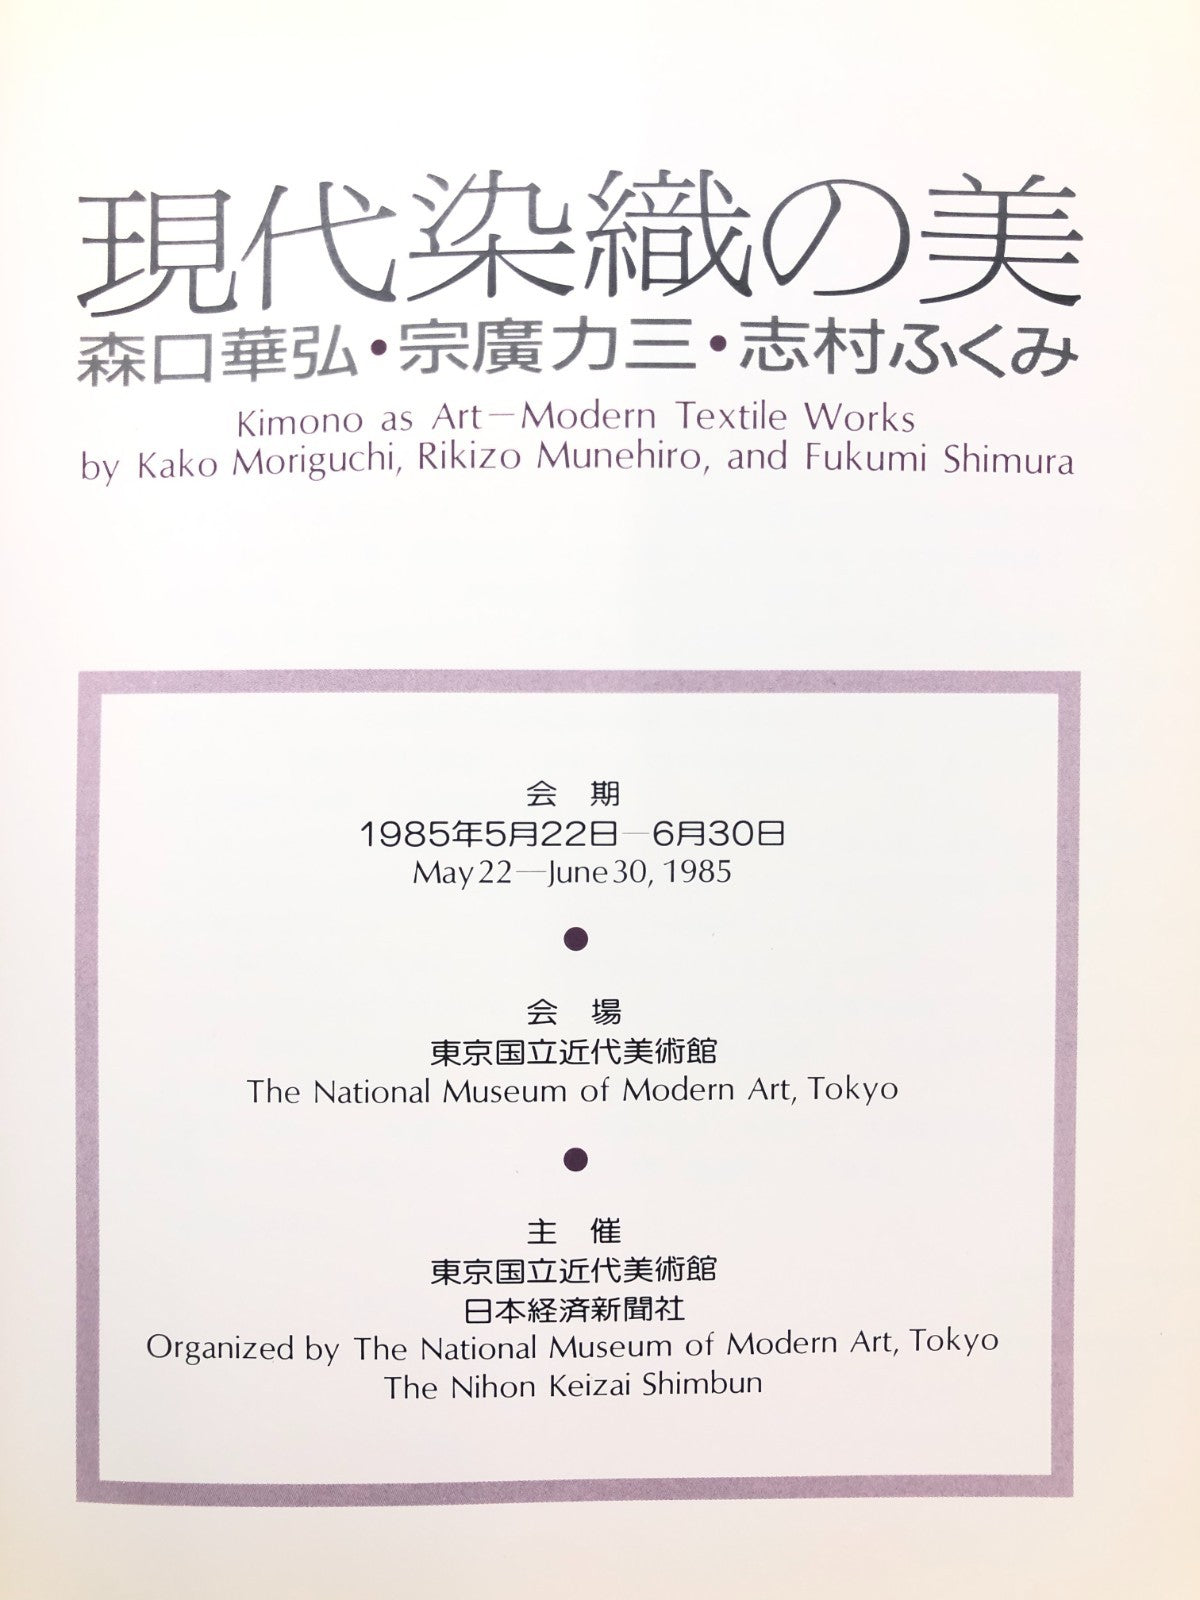 現代染織の美
森口華弘・宗廣力三・志村ふくみ
Kimono as Art—Modern Textile Works
by Kako Moriguchi, Rikizo Munehiro, and Fukumi Shimura
会 期
1985年5月22日—6月30日
May 22—June 30, 1985
会 場
東京国立近代美術館
The National Museum of Modern Art, Tokyo
主 催
東京国立近代美術館
日本経済新聞社
Organized by The National Museum of Modern Art, Tokyo
The Nihon Keizai Shimbun